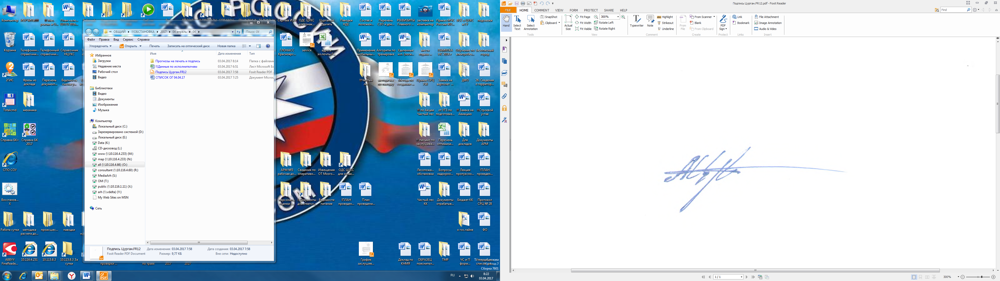 Компьютер
ИЗУЧИТЬ!!!!!
!!! Мет. реком. и О...
План-кале... ШТГО 2016...
Сергеев И.Ю
ОДС ЦУКС для ознак...
Цурган не удалять
Паводки НДС
Состав и положен...
Перечень СЗО и док...
РЕКВИЗИТЫ Главного ...
заставка на компьютер
Приказ МЧС России 402...
ВСЕ о ЦУКС и ГУ
подсказки
Корзина
Телефонн... справочни...
Телефонный справочни...
Справочник НЦУКС
ГЛОНАСС Красноярс...
service
адреса эл.почты Г...
Применение мобильны...
Алгоритм по тренировке
Удаленные н.п. (логи...
места отдыха ...
ПАМЯТКА НС 2014 г
Обучение по электробез...
Безопасный город
2ГИС
Фразы из доклада
Перечень документ...
Ведомость смены у...
!!!Чистый лес
методичка по паводку
Метода по созданию ...
Приказ СРЦ 758
Заявка на вертолет ...
ДФО
26. Сведения о территор...
Totalcmd
механика
!!! по Акции Чистый лес
от УГЗ по подготовке...
!!! Заявка на Авиацию
!!!Строевой устав
Справка БК+
Справка БК 2017
!!! письмо по заслушива...
Перечень оптимизи...
Для докладов
Документы АРМ
СПО СОУ
АРМ №3 рабочая до...
Сведения по оперативн...
Извещения ОТ Мозго...
ОДС ЦУКС для ознак...
Лесопожа... обстановка
Вопросы надзорно...
Лекция пропускно...
!ПЛАН проведен...
Восстанов... X
персонал... оценки с...
!!Документы для ответст...
Ведомости питания
!ПЛАН проведен...
План проведени...
Чистый лес КК
Документы отрабатыв...
Бюджет КК
Протокол СРЦ № 28
Работа сутки
методика расчета до...
происшес...
паводки
о гос.тайне
ФО
ABBYY FineReade...
10.116.4.251
10.115.8.3
10.115.8.3 За сутки
проверки ...
по траве
2017
2017
График заслушив...
Доклад по КНМЯ
ОБРАЗЕЦ пояснител...
ТМР
ЧС и П форм...
Сборка 7601
RU
8:22
03.04.2017
ОБЩИЙ
!!!ОБСТАНОВКА
2017
04 апрель
04
Поиск: 04
Файл Правка Вид Сервис Справка
Упорядочить Открыть Печать Записать на оптический диск Новая папка
Имя Дата изменения Тип
Прогнозы на печать и подпись 03.04.2017 8:14 Папка с файлами
!!!Данные по исполнителчям 03.04.2017 6:51 Лист Microsoft Ex
Подпись Цурган.FR12 03.04.2017 7:58 Foxit Reader PDF ...
СПИСОК ОГ 04.04.17 03.04.2017 7:25 Документ Micros...
Избранное
Загрузки
Недавние места
Рабочий стол
Видео
Библиотеки
Видео
Документы
Изображения
Музыка
Компьютер
Локальный диск (C:)
Зарезервировано системой (D:)
Локальный диск (E:)
Data (K:)
CD-дисковод (L:)
www (\\10.116.4.233) (M:)
map (\\10.116.4.233) (N:)
all (\\10.116.4.66) (O:)
consultant (\\10.116.4.60) (R:)
MediaArh (S:)
OM (T:)
public (\\10.116.1.11) (X:)
arh (\\vdelta) (Y:)
My Web Sites on MSN
Сеть
Подпись Цурган.FR12 Дата изменения: 03.04.2017 7:58 Дата создания: 03.04.2017 7:58
Foxit Reader PDF Document Размер: 9,77 КБ Вне сети: Недоступно
Подпись Цурган.FR12.pdf - Foxit Reader
FILE HOME COMMENT VIEW FORM PROTECT SHARE HELP
Find
Hand
Select Text
Select Annotation
SnapShot
Clipboard
Tools
Actual Size
Fit Page
Fit Width
Fit Visible
300%
Rotate Left
Rotate Right
View
Typewriter
Note
Highlight
Strikeout
Underline
Comment
From File
From Scanner
Blank
From Clipboard
Create
PDF Sign
Protect
Link
Bookmark
Links
File Attachment
Image Annotation
Audio & Video
Insert
1 / 1
300%